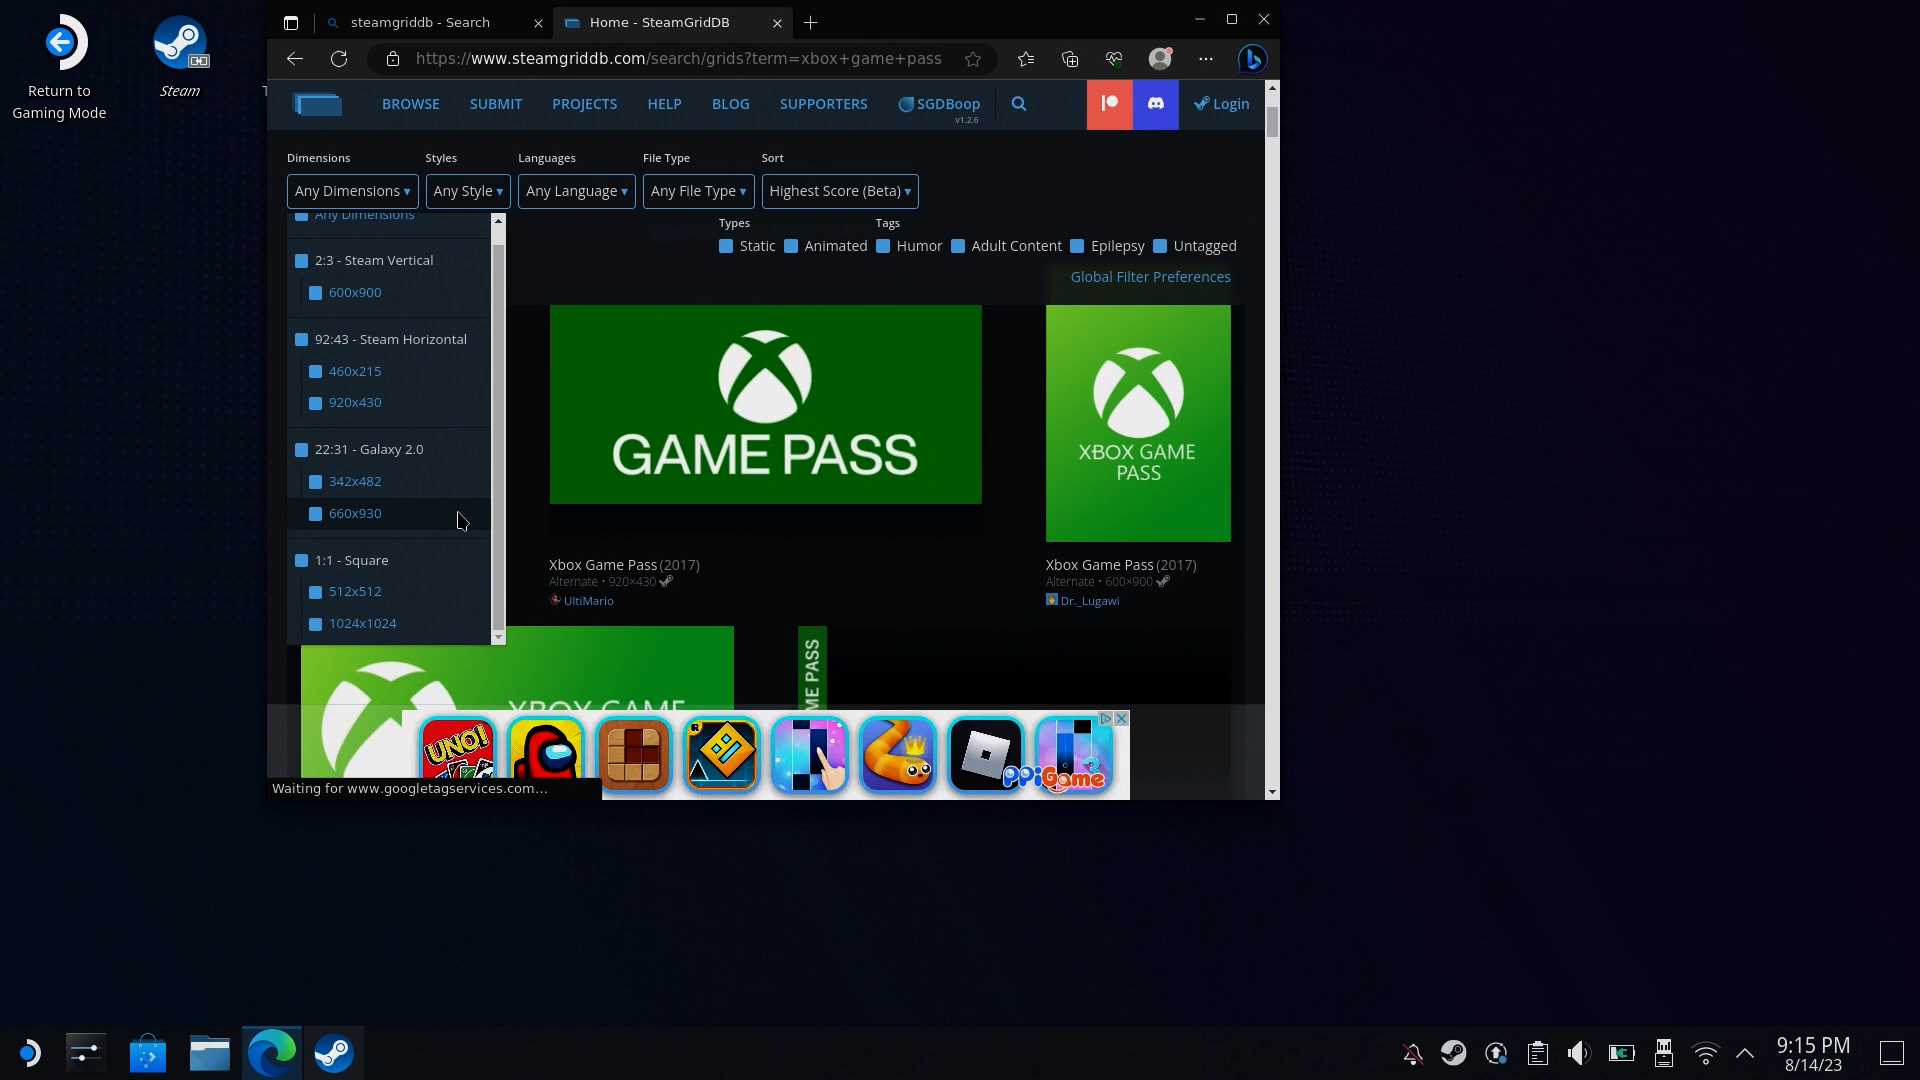 Return to
Gaming Mode
Steam
T
steamgriddb - Search
Home - SteamGridDB
https://www.steamgriddb.com/search/grids?term=xbox+game+pass
BROWSE
SUBMIT
PROJECTS
HELP
BLOG
SUPPORTERS
SGDBoop
v1.2.6
Login
Dimensions
Styles
Languages
File Type
Sort
Any Dimensions ▾
Any Style ▾
Any Language ▾
Any File Type ▾
Highest Score (Beta) ▾
Types
Tags
Static
Animated
Humor
Adult Content
Epilepsy
Untagged
Global Filter Preferences
Any Dimensions
2:3 - Steam Vertical
600x900
92:43 - Steam Horizontal
460x215
920x430
22:31 - Galaxy 2.0
342x482
660x930
1:1 - Square
512x512
1024x1024
GAME PASS
XBOX GAME
PASS
Xbox Game Pass (2017)
Alternate • 920×430
UltiMario
Xbox Game Pass (2017)
Alternate • 600×900
Dr._Lugawi
XBOX GAME
ME PASS
UNO!
PPiGame
Waiting for www.googletagservices.com...
9:15 PM
8/14/23